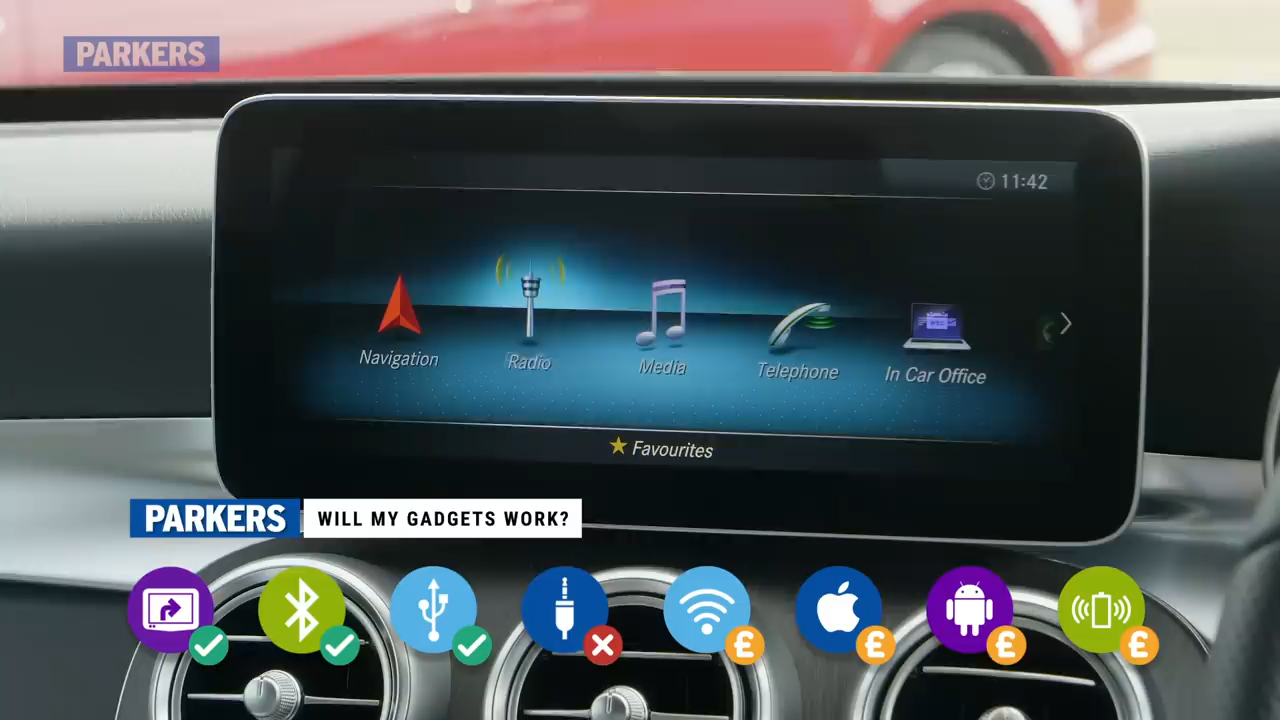 PARKERS
11:42
Navigation
Radio
Media
Telephone
In Car Office
Favourites
PARKERS WILL MY GADGETS WORK?
£ £ £ £